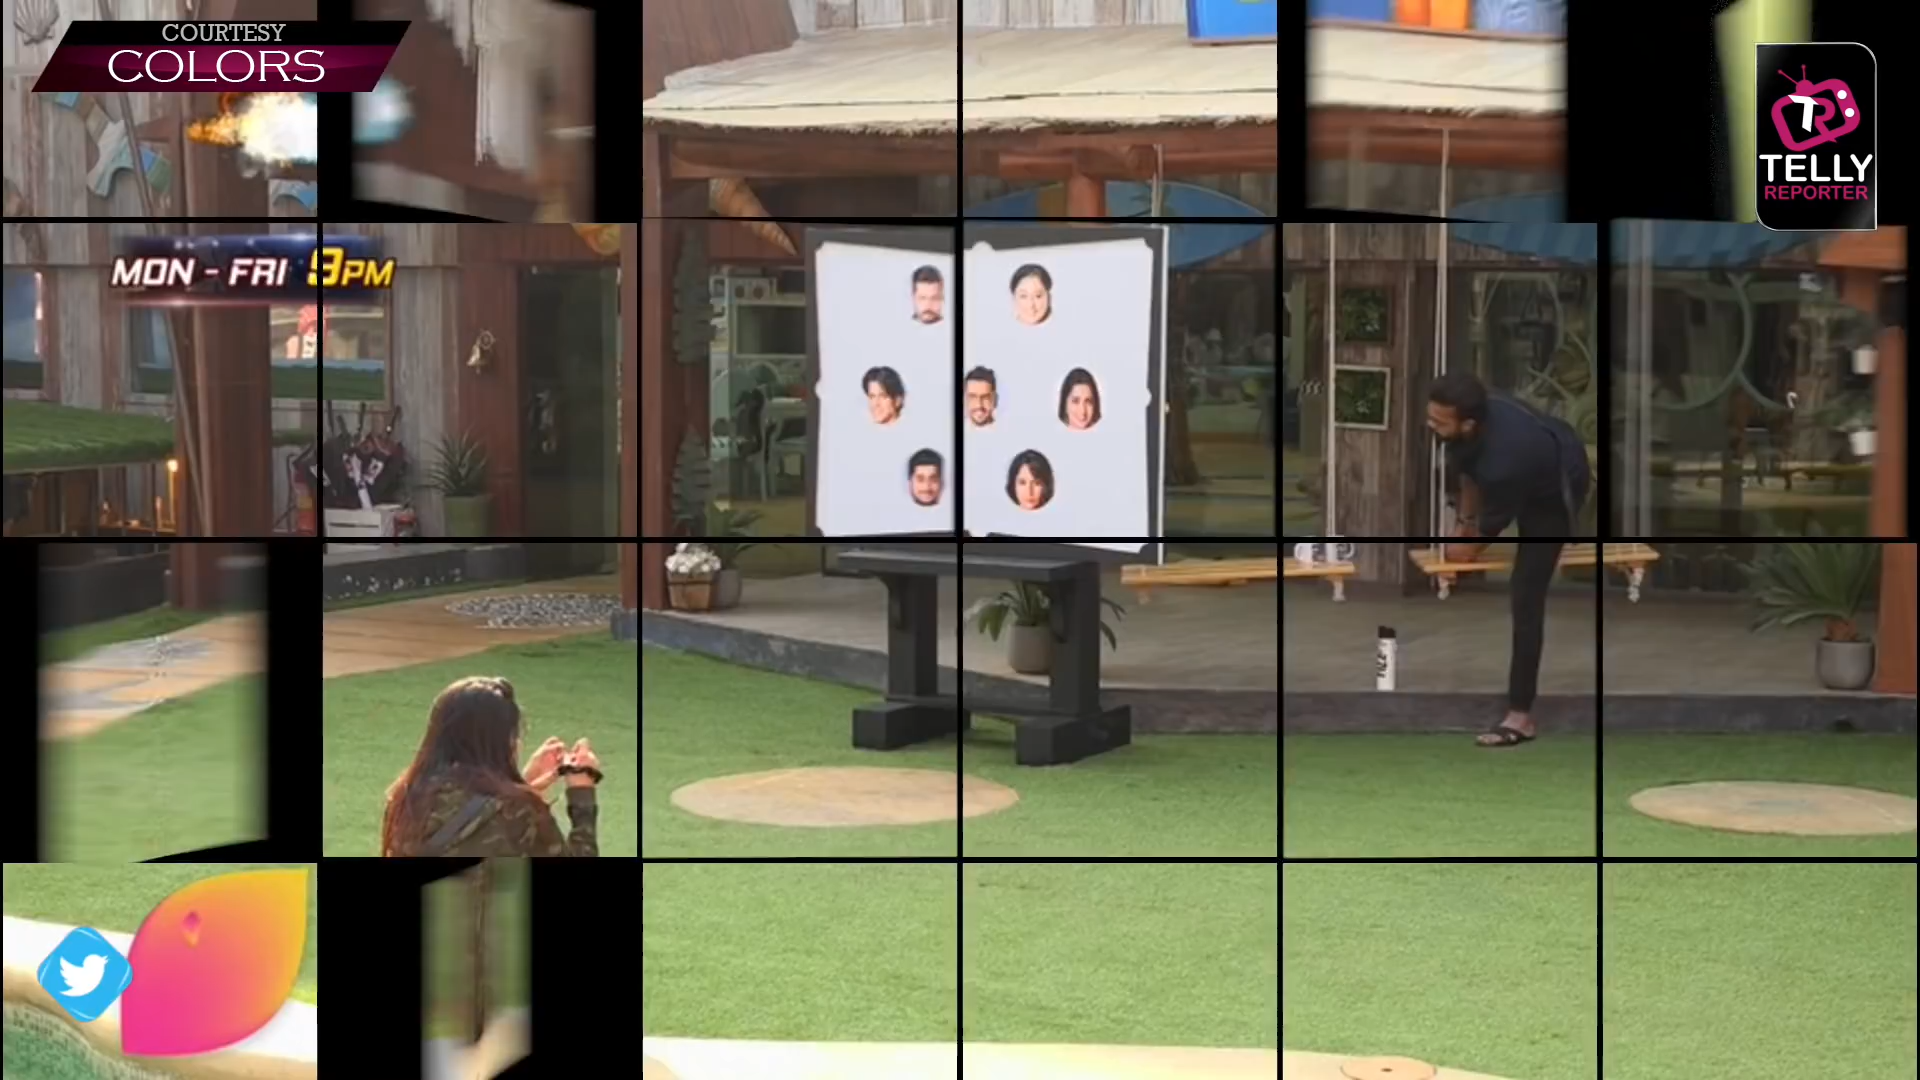 COURTESY
COLORS
TELLY
REPORTER
MON - FRI 9PM